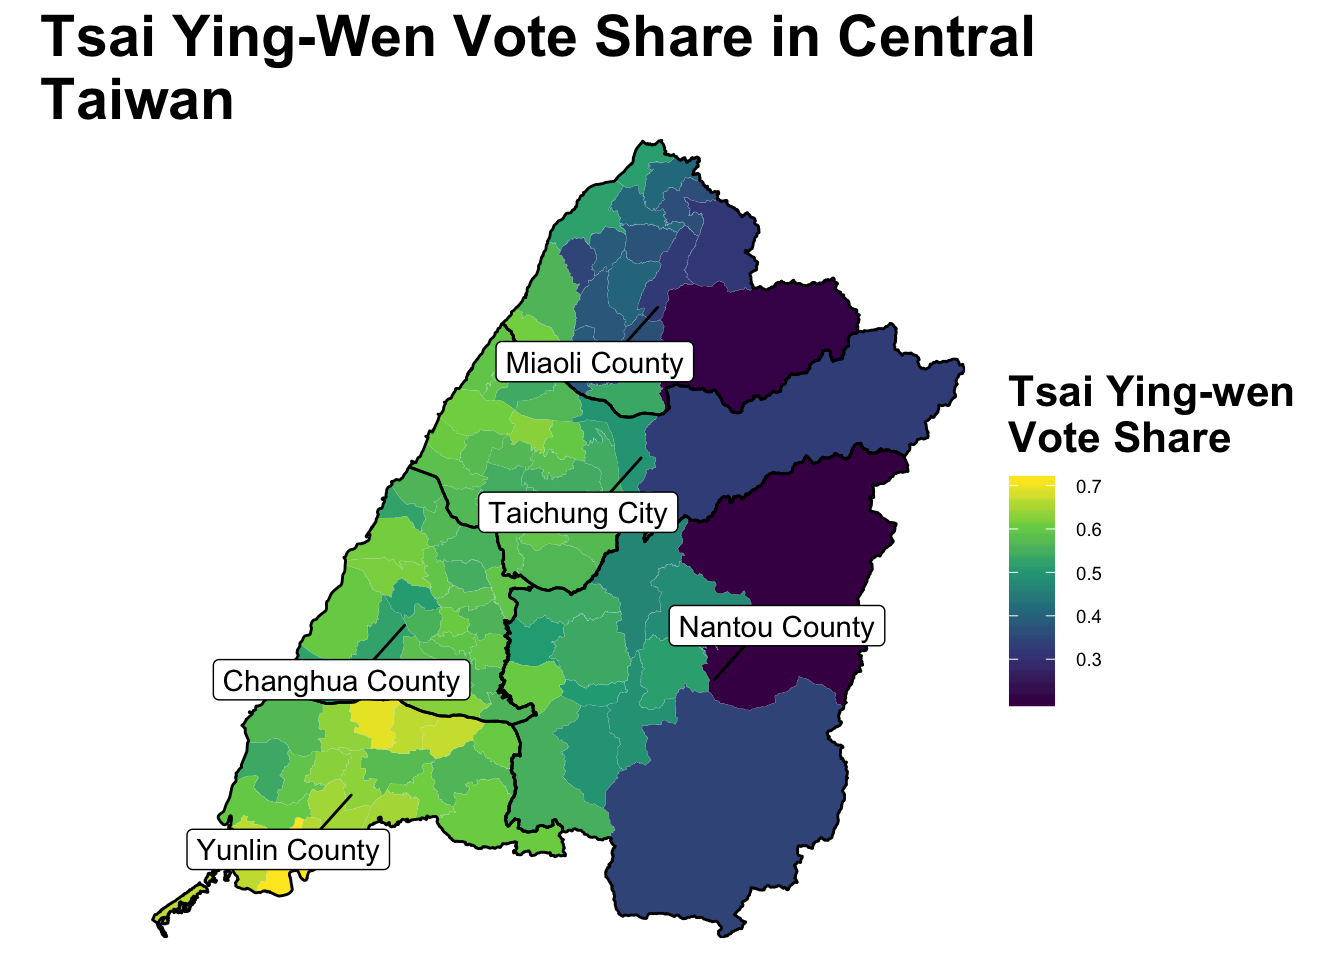 Tsai Ying-Wen Vote Share in Central
Taiwan
Miaoli County
Tsai Ying-wen
Vote Share
0.7
0.6
0.5
0.4
0.3
Taichung City
Nantou County
Changhua County
Yunlin County